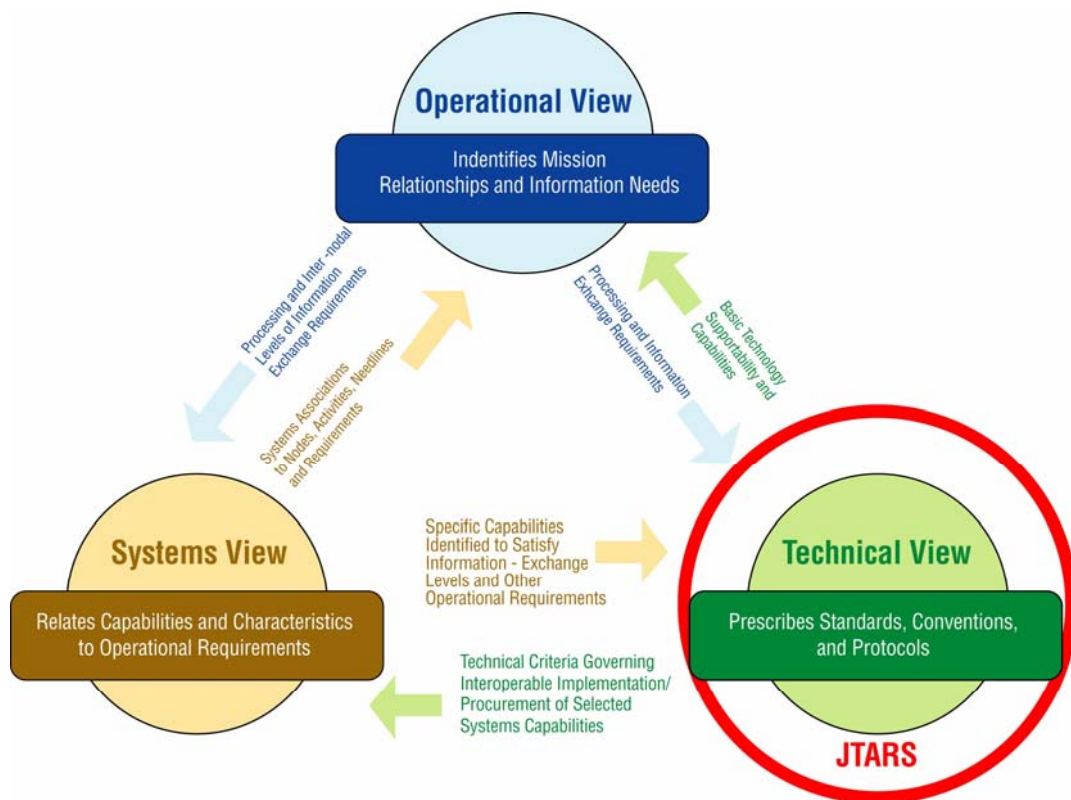 Operational View
Indentifies Mission
Relationships and Information Needs
Processing and Inter -nodal
Levels of Information
Exchange Requirements
Systems Associations
to Nodes, Activities, Needlines
and Requirements
Processing and Information
Exhcange Requirements
Basic Technology
Supportability and
Capabilities
Systems View
Relates Capabilities and Characteristics
to Operational Requirements
Specific Capabilities
Identified to Satisfy
Information - Exchange
Levels and Other
Operational Requirements
Technical View
Prescribes Standards, Conventions,
and Protocols
Technical Criteria Governing
Interoperable Implementation/
Procurement of Selected
Systems Capabilities
JTARS